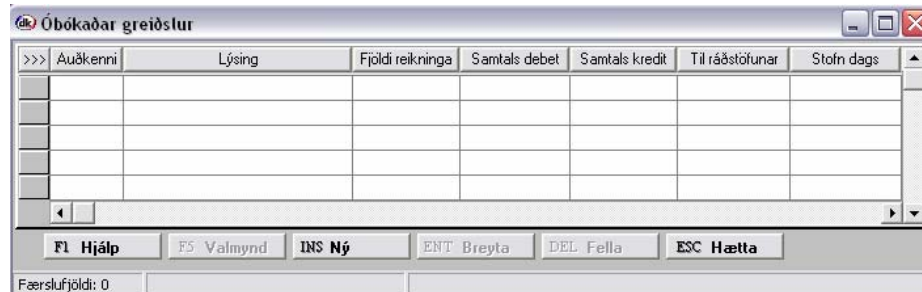 dk Óbókaðar greiðslur
>>> Auðkenni Lýsing Fjöldi reikninga Samtals debet Samtals kredit Til ráðstöfunar Stofn dags
F1 Hjálp F5 Valmynd INS Ný ENT Breyta DEL Fella ESC Hætta
Færslufjöldi: 0